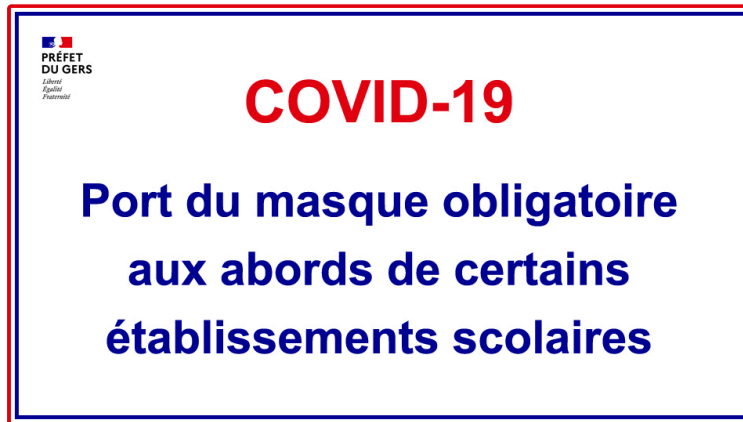 PRÉFET
DU GERS
Liberté
Égalité
Fraternité
COVID-19
Port du masque obligatoire
aux abords de certains
établissements scolaires